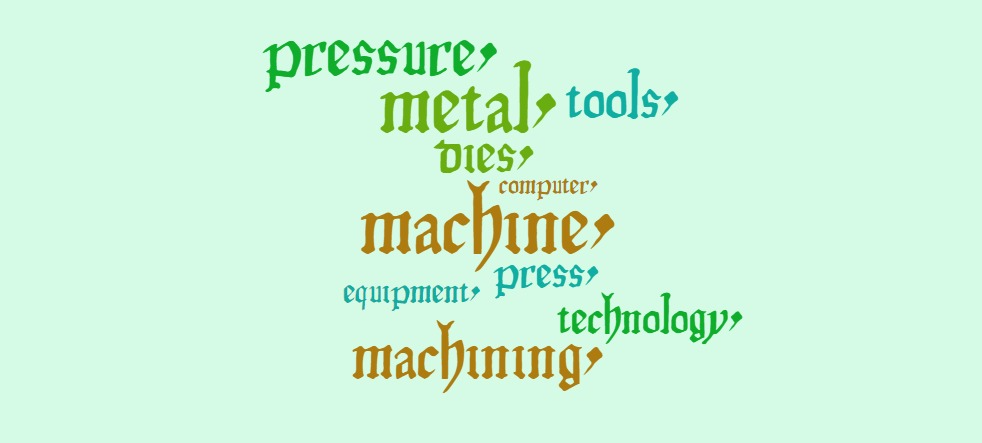 pressure,
metal,
tools,
dies,
computer,
machine,
press,
equipment,
technology,
machining,